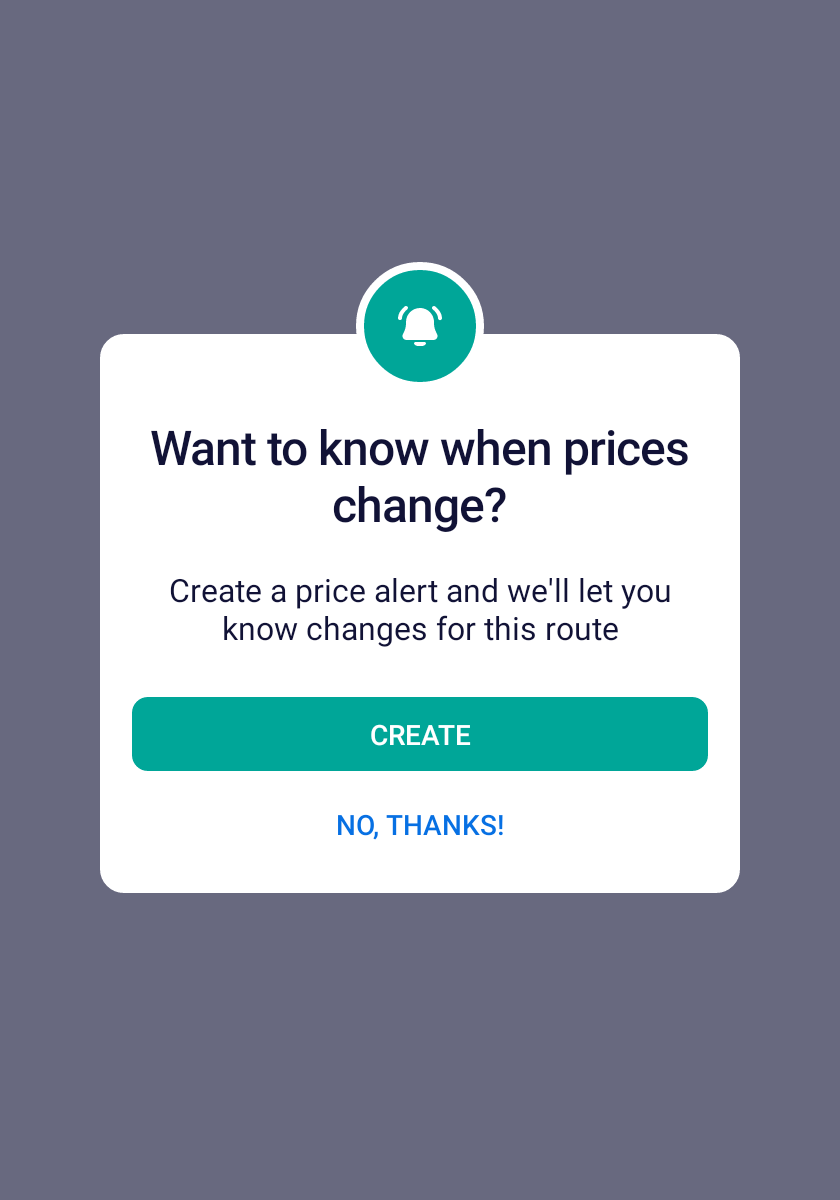 Want to know when prices
change?
Create a price alert and we'll let you
know changes for this route
CREATE
NO, THANKS!